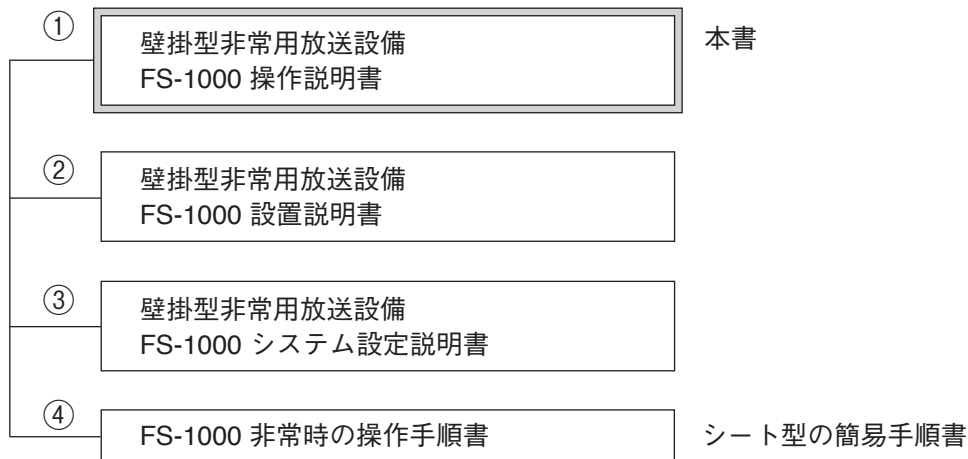 ① 壁掛型非常用放送設備 本書
FS-1000 操作説明書
② 壁掛型非常用放送設備
FS-1000 設置説明書
③ 壁掛型非常用放送設備
FS-1000 システム設定説明書
④ FS-1000 非常時の操作手順書 シート型の簡易手順書